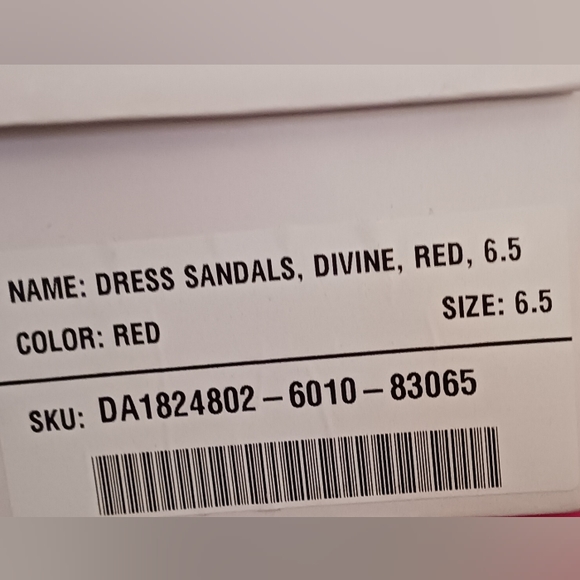 NAME: DRESS SANDALS, DIVINE, RED, 6.5
COLOR: RED SIZE: 6.5
SKU: DA1824802-6010-83065